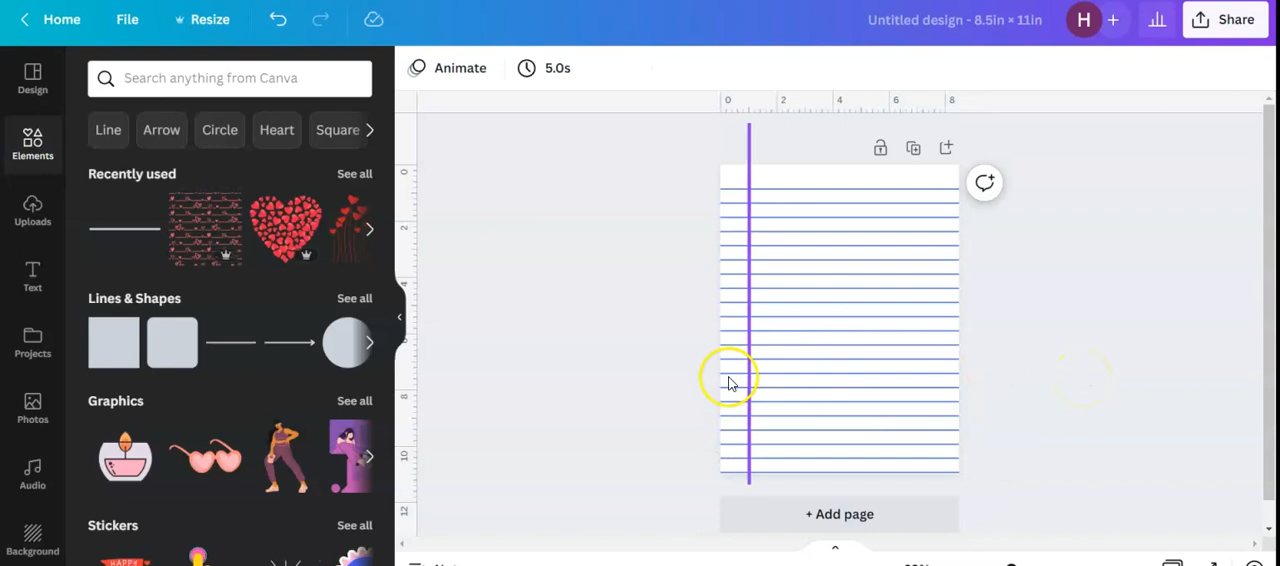 Home File Resize Untitled design - 8.5in × 11in H + Share
Design
Elements
Uploads
Text
Projects
Photos
Audio
Background
Search anything from Canva
Line Arrow Circle Heart Square
Recently used See all
Lines & Shapes See all
Graphics See all
Stickers See all
HAPPY
Animate 5.0s
0 2 4 6 8
0
2
4
8
10
12
+ Add page